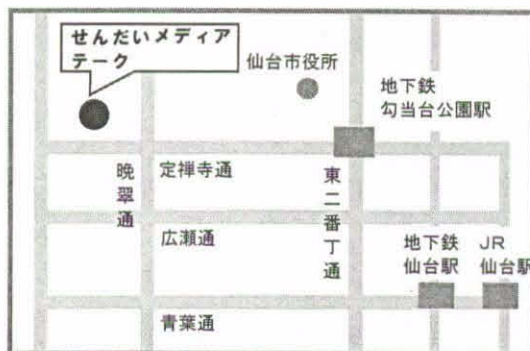 せんだいメディア
テーク
仙台市役所
地下鉄
勾当台公園駅
晩翠通
定禅寺通
東二番丁通
広瀬通
地下鉄
仙台駅
JR
仙台駅
青葉通